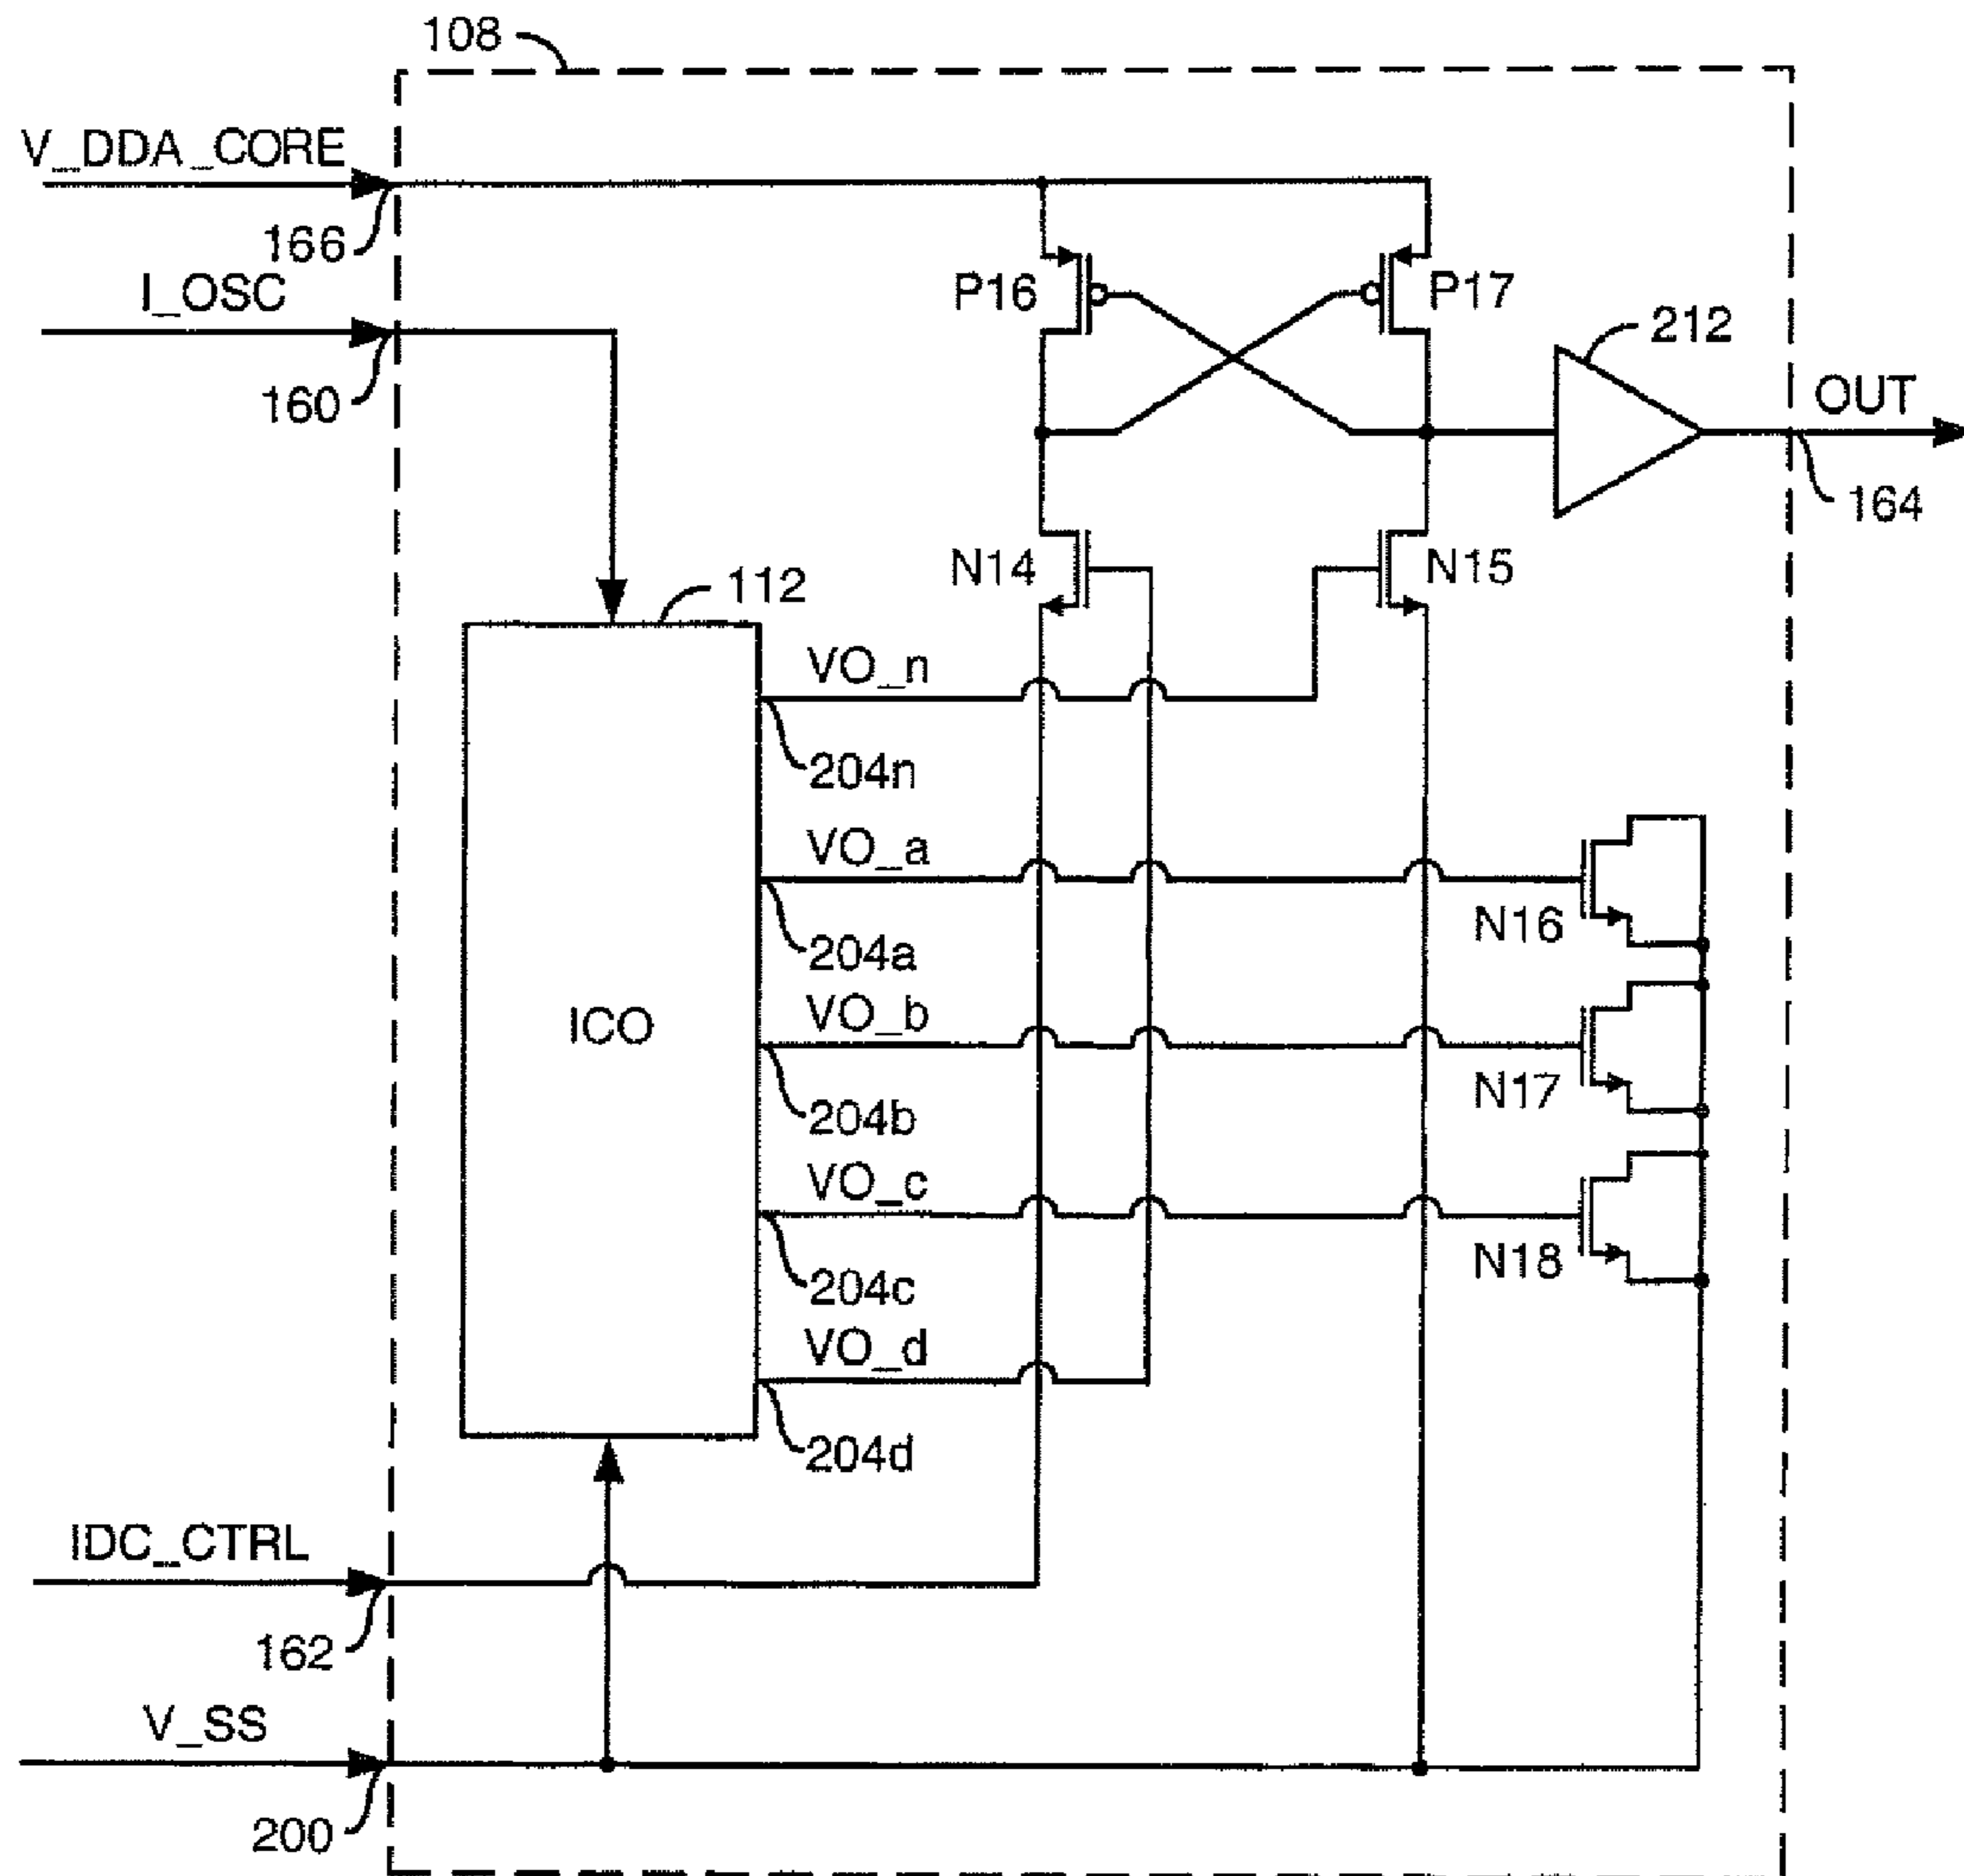 108
V_DDA_CORE
166
I_OSC
160
P16
P17
212
OUT
164
N14
N15
112
VO_n
204n
VO_a
204a
N16
ICO
VO_b
204b
N17
VO_c
204c
N18
VO_d
204d
IDC_CTRL
162
V_SS
200